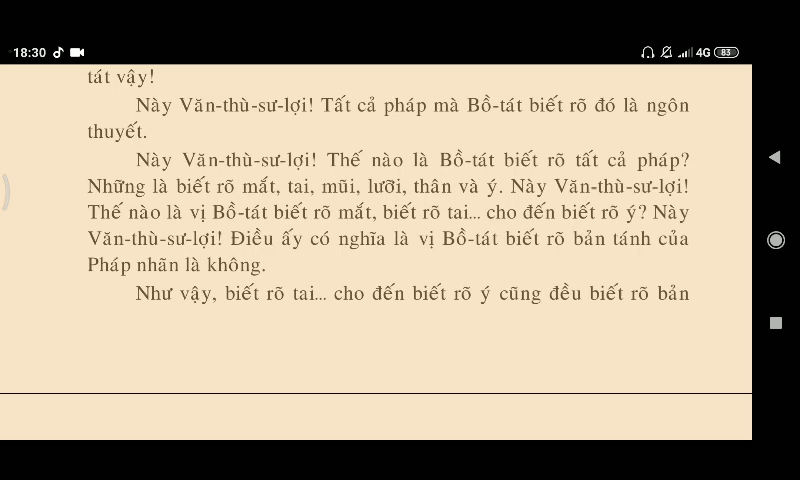 18:30
4G 83
tát vậy!
Này Văn-thù-sư-lợi! Tất cả pháp mà Bồ-tát biết rõ đó là ngôn
thuyết.
Này Văn-thù-sư-lợi! Thế nào là Bồ-tát biết rõ tất cả pháp?
Những là biết rõ mắt, tai, mũi, lưỡi, thân và ý. Này Văn-thù-sư-lợi!
Thế nào là vị Bồ-tát biết rõ mắt, biết rõ tai... cho đến biết rõ ý? Này
Văn-thù-sư-lợi! Điều ấy có nghĩa là vị Bồ-tát biết rõ bản tánh của
Pháp nhãn là không.
Như vậy, biết rõ tai... cho đến biết rõ ý cũng đều biết rõ bản